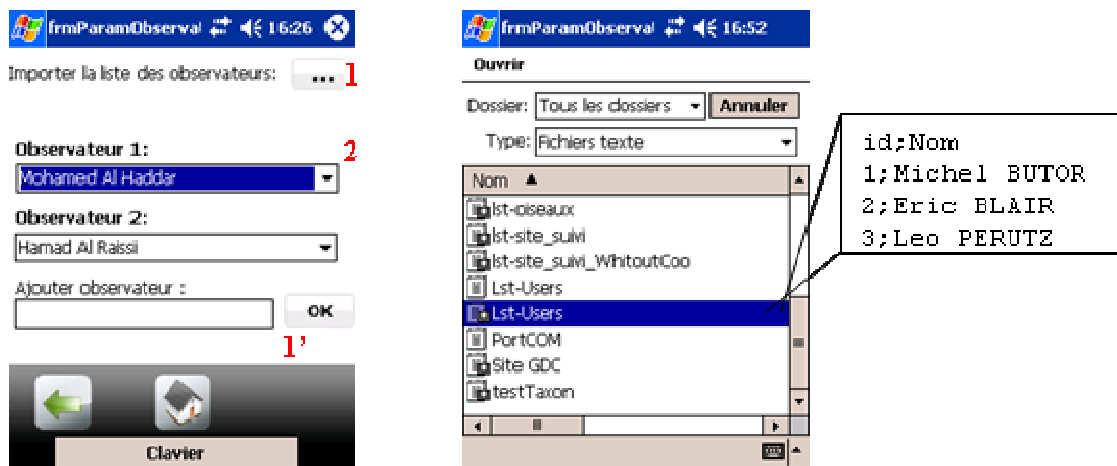 frmParamObserval 16:26
Importer la liste des observateurs: ... 1
Observateur 1: 2
Mohamed Al Haddar
Observateur 2:
Hamad Al Raissi
Ajouter observateur :
OK
1'
Clavier
frmParamObserval 16:52
Ouvrir
Dossier: Tous les dossiers Annuler
Type: Fichiers texte
Nom
lst-oiseaux
lst-site_suivi
lst-site_suivi_WhitoutCoo
Lst-Users
Lst-Users
PortCOM
Site GDC
testTaxon
id;Nom
1;Michel BUTOR
2;Eric BLAIR
3;Leo PERUTZ